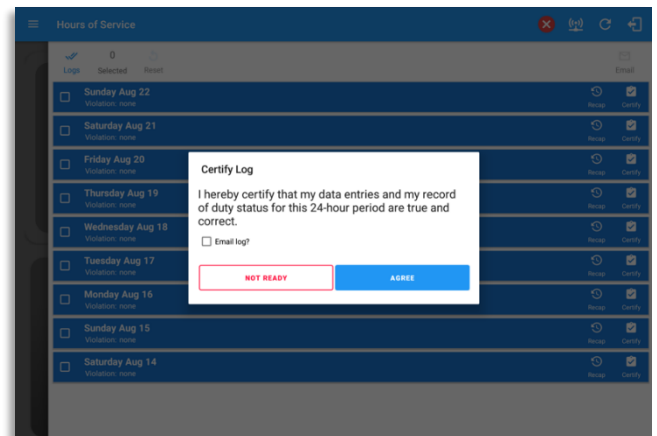 Hours of Service
0
Logs Selected Reset Email
Sunday Aug 22
Violation: none
Recap Certify
Saturday Aug 21
Violation: none
Recap Certify
Friday Aug 20
Violation: none
Recap Certify
Thursday Aug 19
Violation: none
Recap Certify
Wednesday Aug 18
Violation: none
Recap Certify
Tuesday Aug 17
Violation: none
Recap Certify
Monday Aug 16
Violation: none
Recap Certify
Sunday Aug 15
Violation: none
Recap Certify
Saturday Aug 14
Violation: none
Recap Certify
Certify Log
I hereby certify that my data entries and my record
of duty status for this 24-hour period are true and
correct.
Email log?
NOT READY AGREE